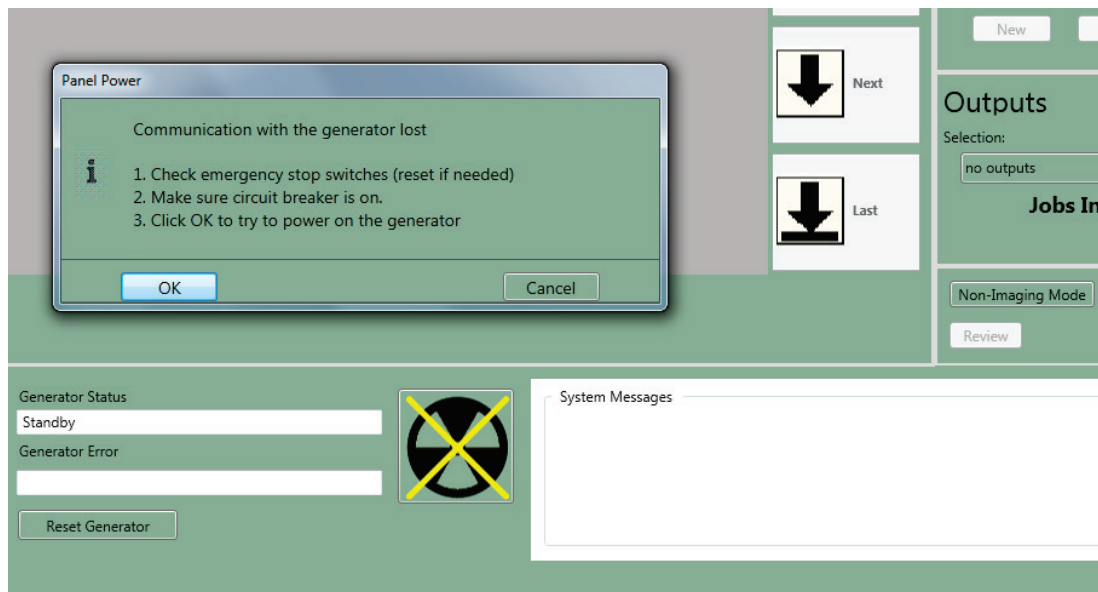 Panel Power
Communication with the generator lost
1. Check emergency stop switches (reset if needed)
2. Make sure circuit breaker is on.
3. Click OK to try to power on the generator
OK
Cancel
Next
Last
New
Outputs
Selection:
no outputs
Jobs In
Non-Imaging Mode
Review
Generator Status
Standby
Generator Error
Reset Generator
System Messages